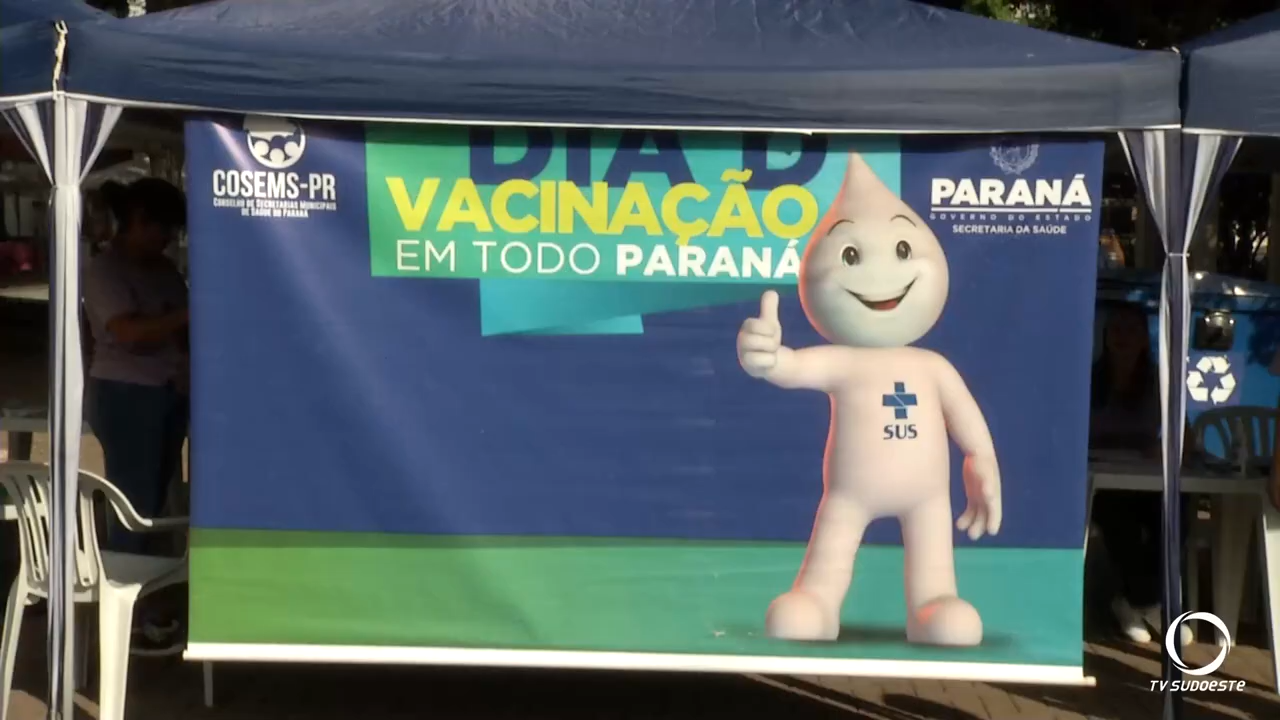 DIA D
COSEMS-PR
CONSELHO DE SECRETARIAS MUNICIPAIS
DE SAÚDE DO PARANÁ
VACINAÇÃO
EM TODO PARANÁ
PARANÁ
GOVERNO DO ESTADO
SECRETARIA DA SAÚDE
SUS
TV SUDOESTE